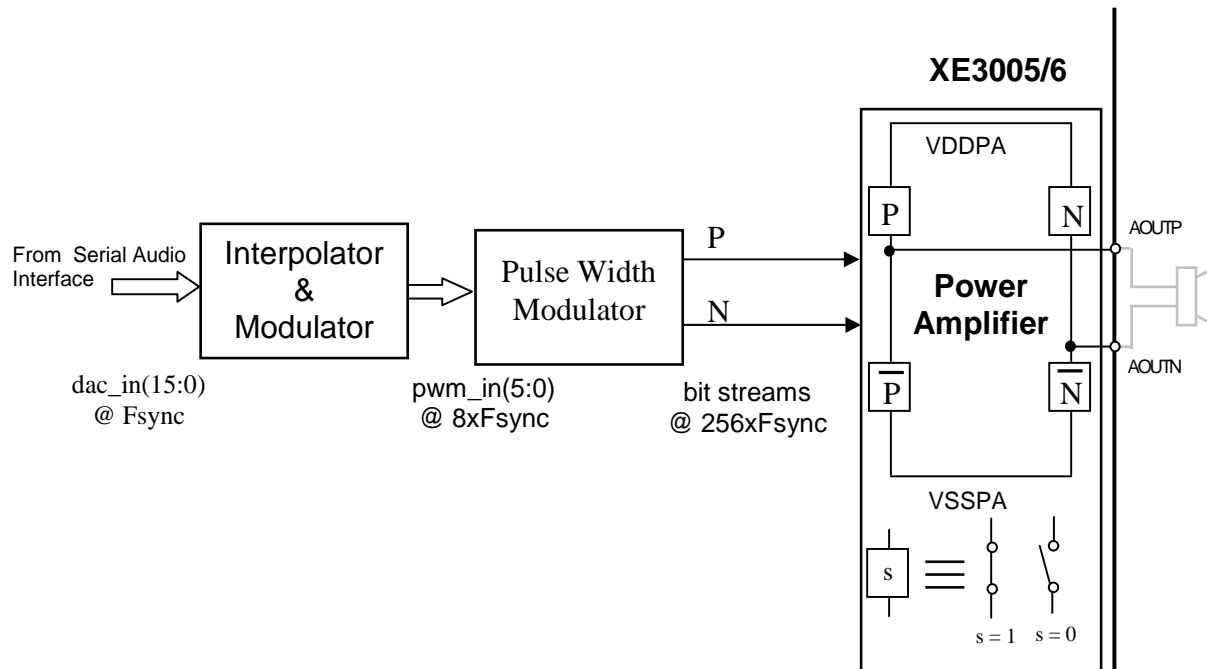 XE3005/6
VDDPA
P
N
AOUTP
From Serial Audio
Interface
Interpolator
&
Modulator
Pulse Width
Modulator
P
N
Power
Amplifier
P̅
N̅
AOUTN
dac_in(15:0)
@ Fsync
pwm_in(5:0)
@ 8xFsync
bit streams
@ 256xFsync
VSSPA
s
s = 1
s = 0